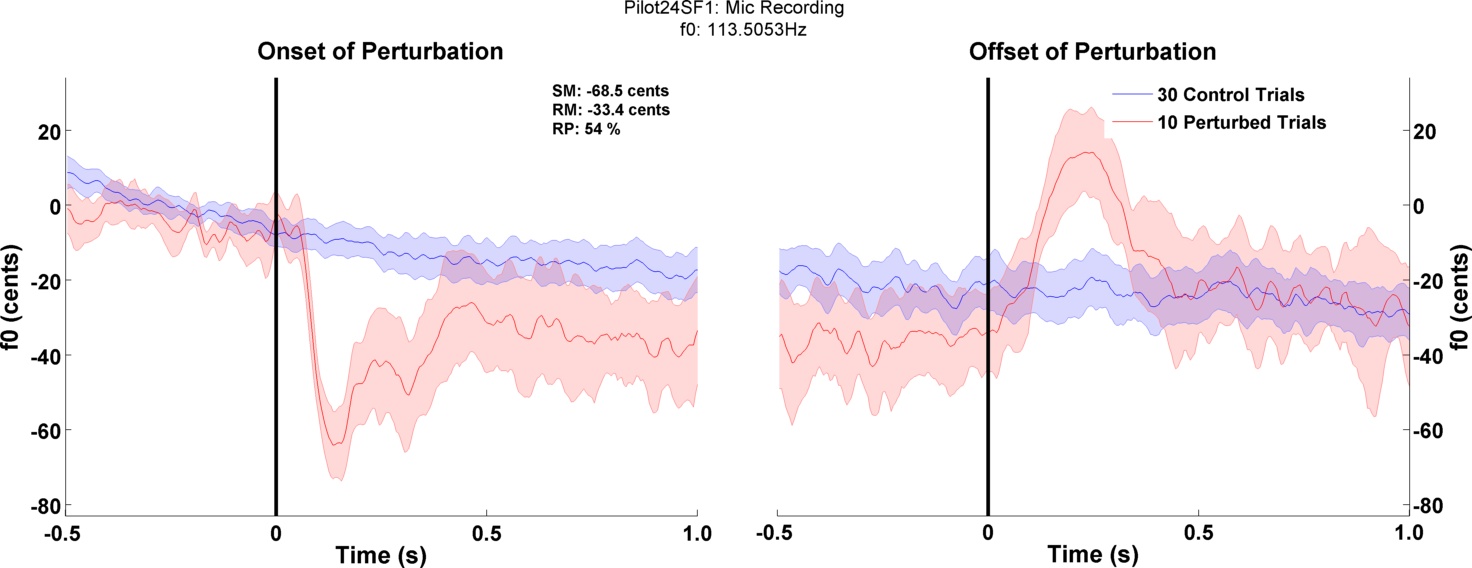 Pilot24SF1: Mic Recording
f0: 113.5053Hz
Onset of Perturbation
SM: -68.5 cents
RM: -33.4 cents
RP: 54 %
f0 (cents)
20
0
-20
-40
-60
-80
-0.5 0 0.5 1.0
Time (s)
Offset of Perturbation
30 Control Trials
10 Perturbed Trials
20
0
-20
-40
-60
-80
f0 (cents)
-0.5 0 0.5 1.0
Time (s)